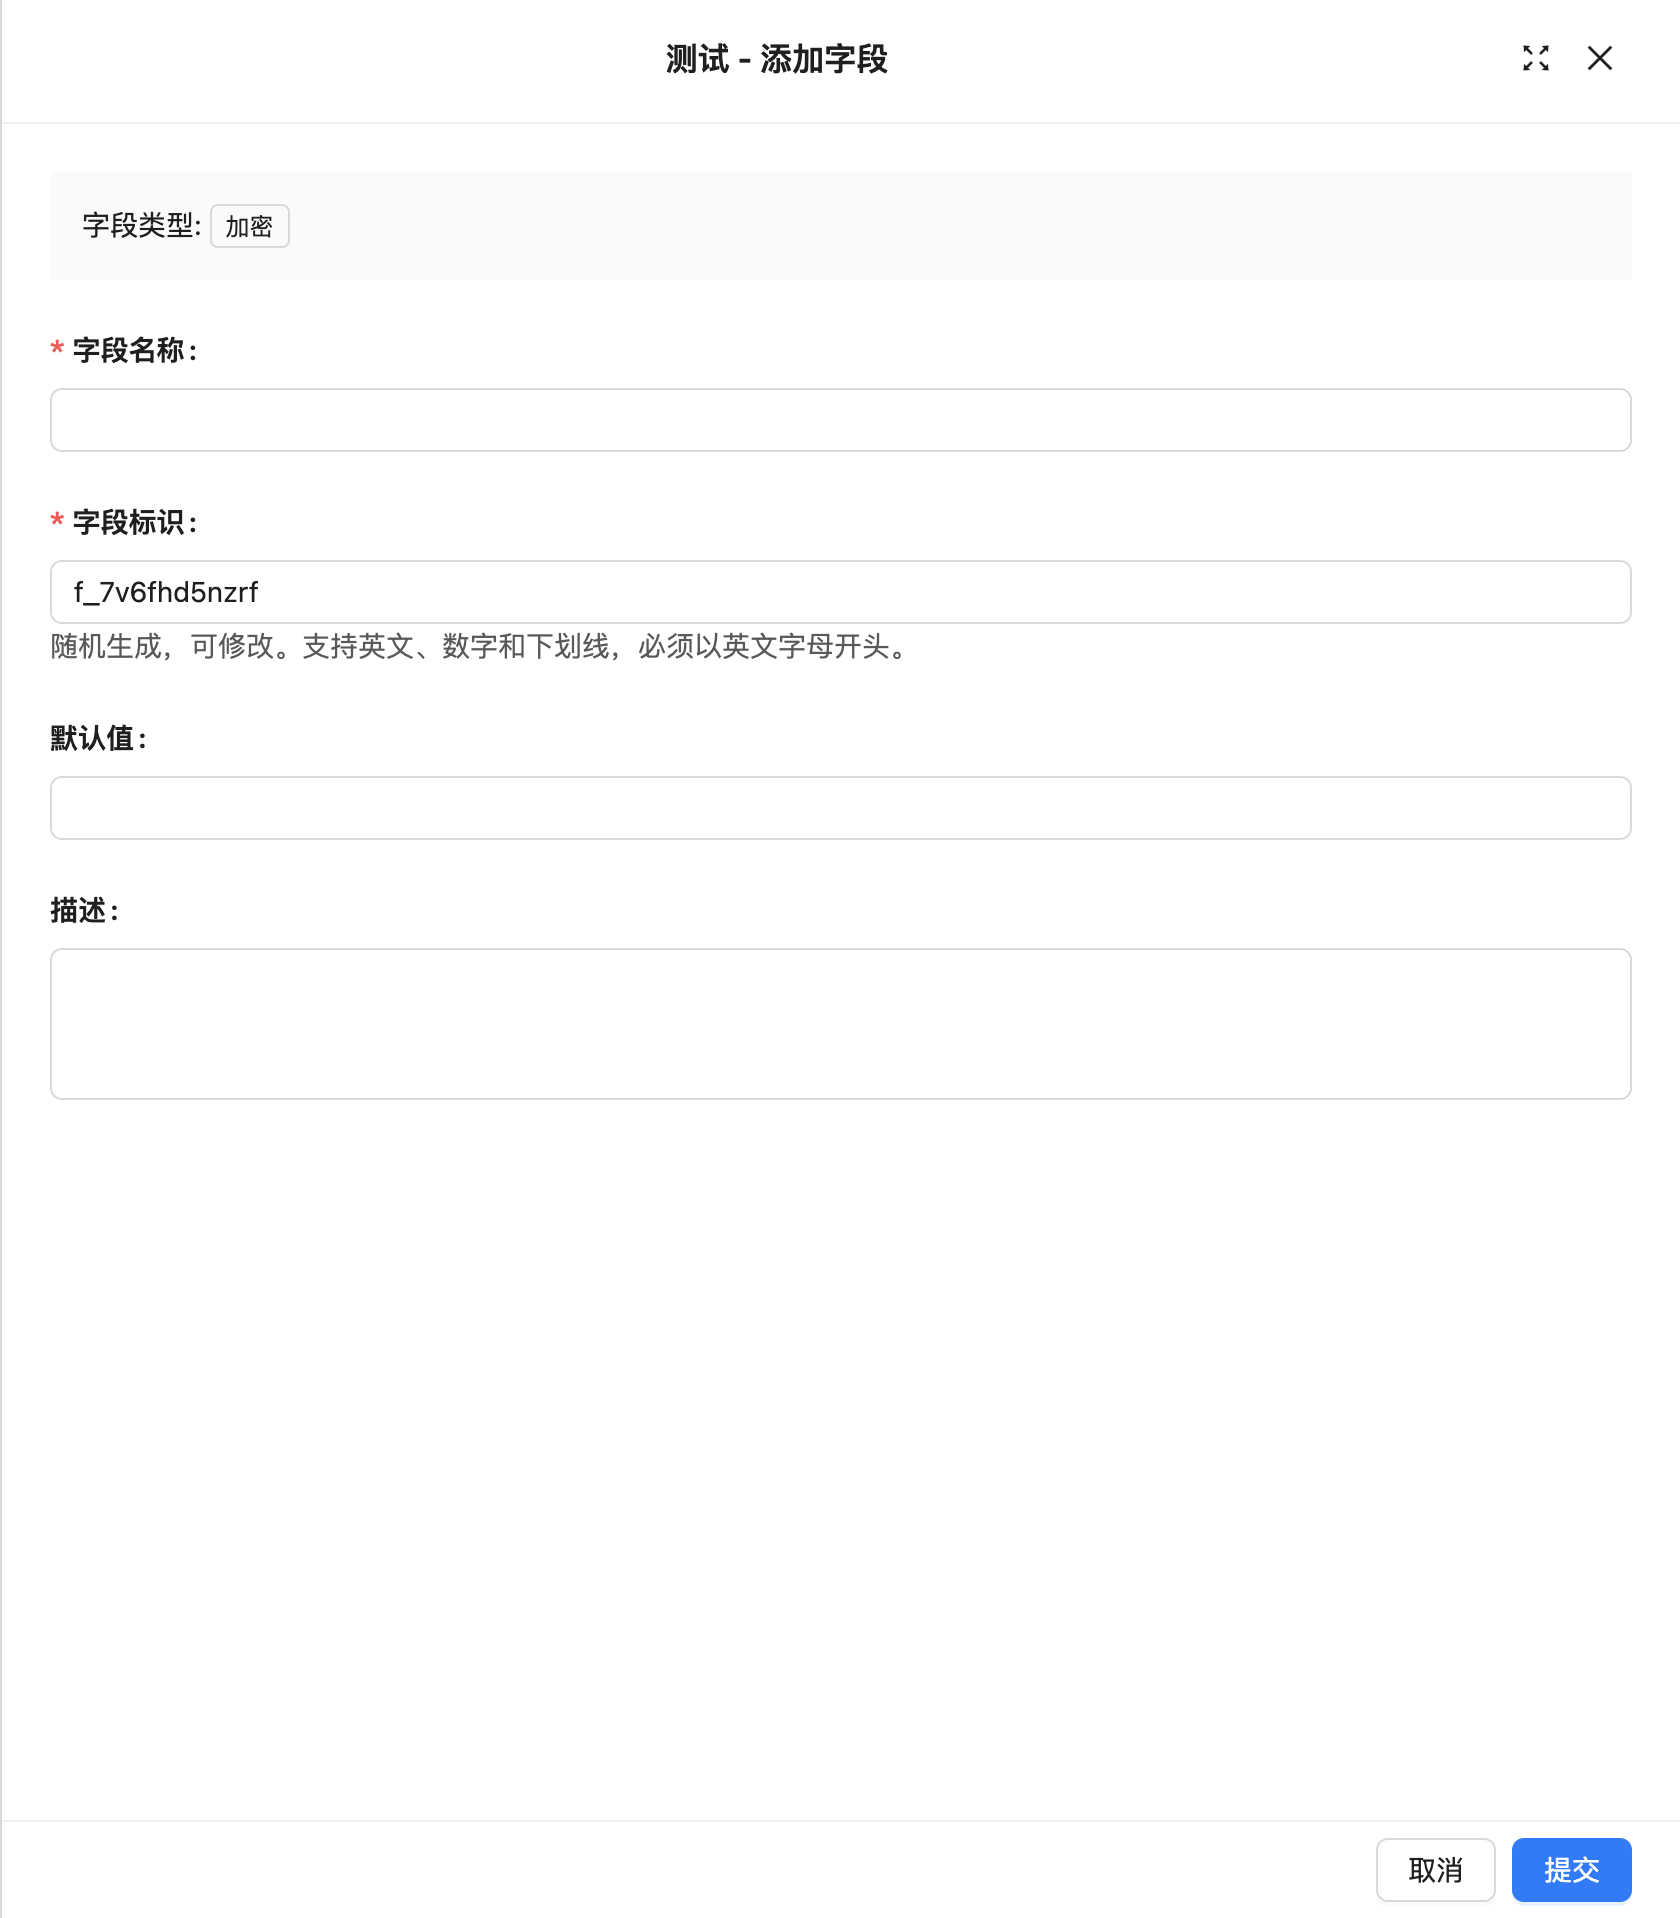 测试 - 添加字段
字段类型: 加密
* 字段名称:
* 字段标识:
f_7v6fhd5nzrf
随机生成，可修改。支持英文、数字和下划线，必须以英文字母开头。
默认值:
描述:
取消 提交